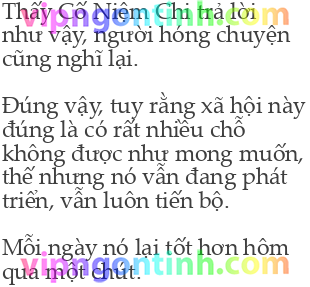 Thấy Cố Niệm Chi trả lời
như vậy, người hóng chuyện
cũng nghĩ lại.
Đúng vậy, tuy rằng xã hội này
đúng là có rất nhiều chỗ
không được như mong muốn,
thế nhưng nó vẫn đang phát
triển, vẫn luôn tiến bộ.
Mỗi ngày nó lại tốt hơn hôm
qua một chút.
vipngontinh.com
vipngontinh.com
vipngontinh.com